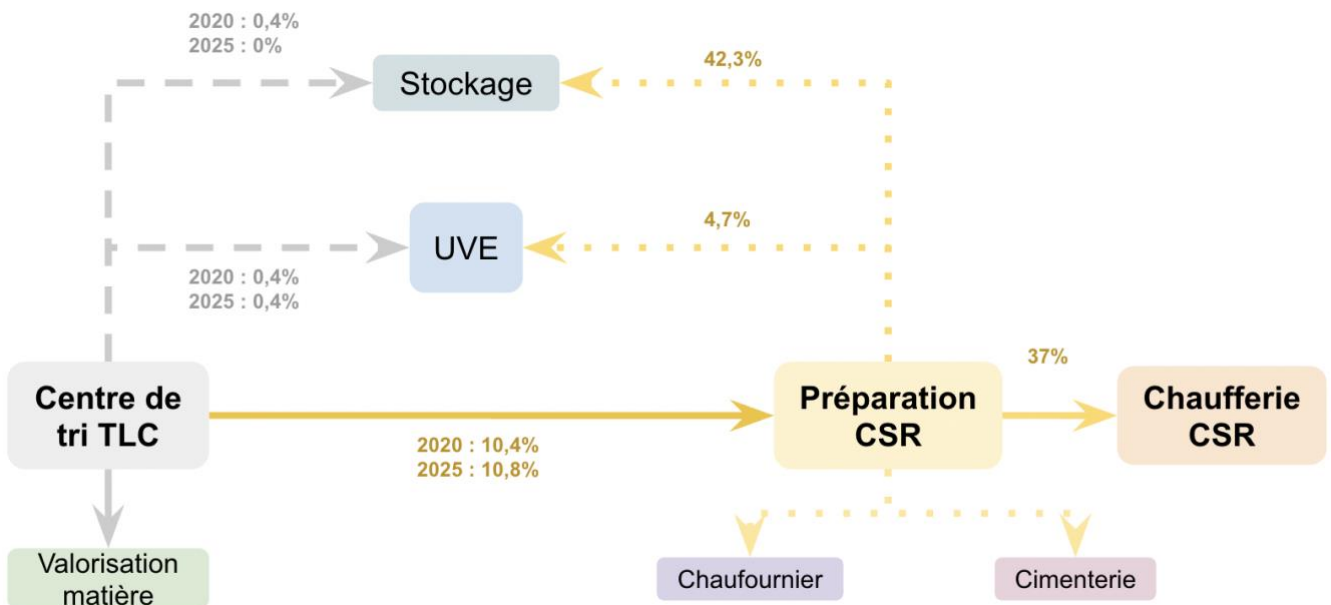 2020 : 0,4%
2025 : 0%
Stockage
42,3%
UVE
4,7%
2020 : 0,4%
2025 : 0,4%
Centre de
tri TLC
2020 : 10,4%
2025 : 10,8%
Préparation
CSR
37%
Chaufferie
CSR
Valorisation
matière
Chaufournier
Cimenterie